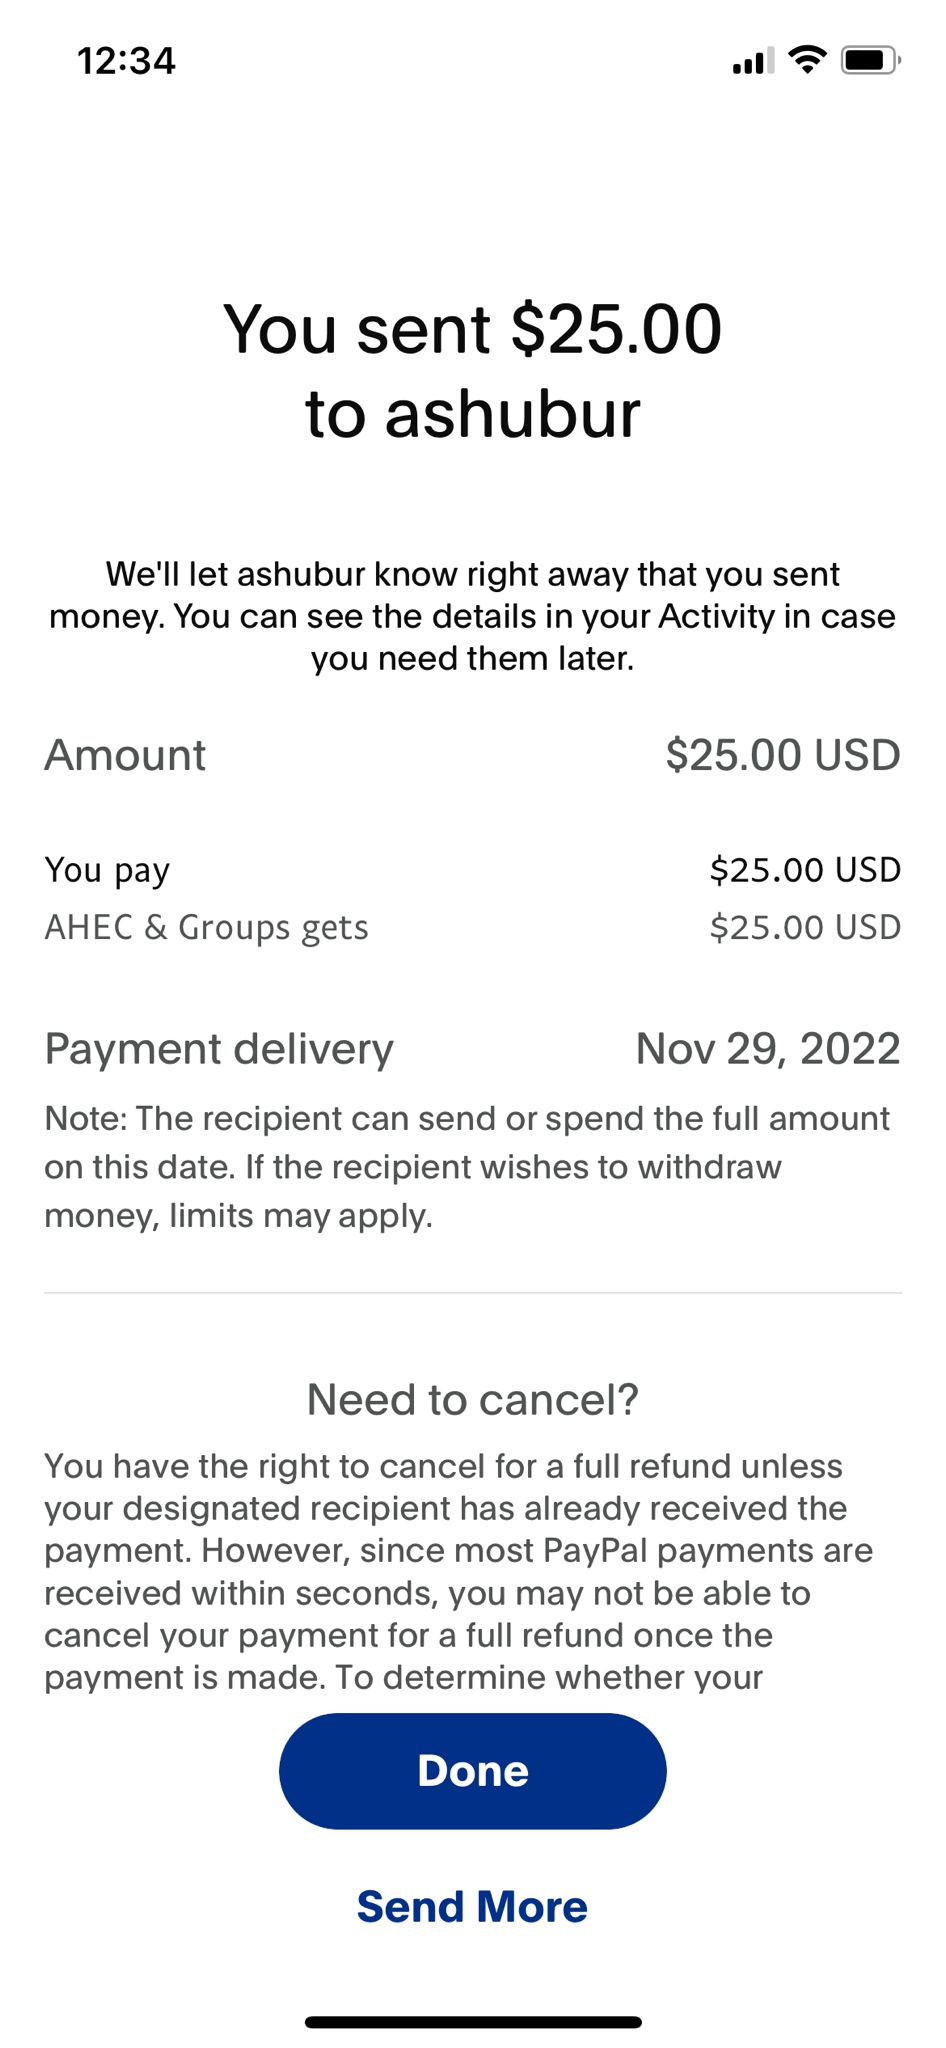 12:34
You sent $25.00
to ashubur
We'll let ashubur know right away that you sent
money. You can see the details in your Activity in case
you need them later.
Amount $25.00 USD
You pay $25.00 USD
AHEC & Groups gets $25.00 USD
Payment delivery Nov 29, 2022
Note: The recipient can send or spend the full amount
on this date. If the recipient wishes to withdraw
money, limits may apply.
Need to cancel?
You have the right to cancel for a full refund unless
your designated recipient has already received the
payment. However, since most PayPal payments are
received within seconds, you may not be able to
cancel your payment for a full refund once the
payment is made. To determine whether your
Done
Send More